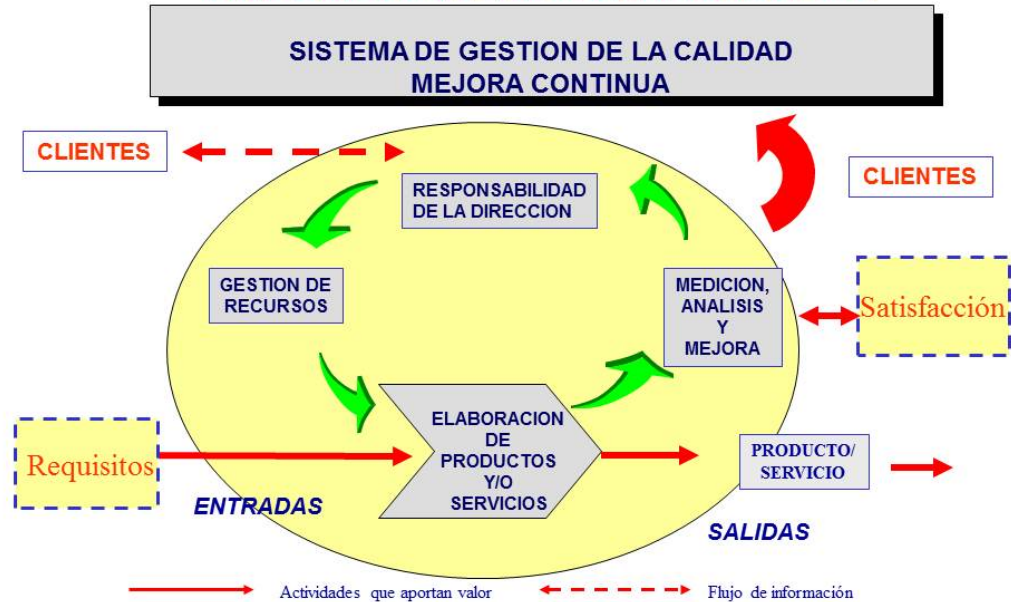 SISTEMA DE GESTION DE LA CALIDAD
MEJORA CONTINUA
CLIENTES
CLIENTES
RESPONSABILIDAD
DE LA DIRECCION
GESTION DE
RECURSOS
MEDICION,
ANALISIS
Y
MEJORA
Satisfacción
ELABORACION
DE
PRODUCTOS
Y/O
SERVICIOS
Requisitos
PRODUCTO/
SERVICIO
ENTRADAS
SALIDAS
Actividades que aportan valor
Flujo de información